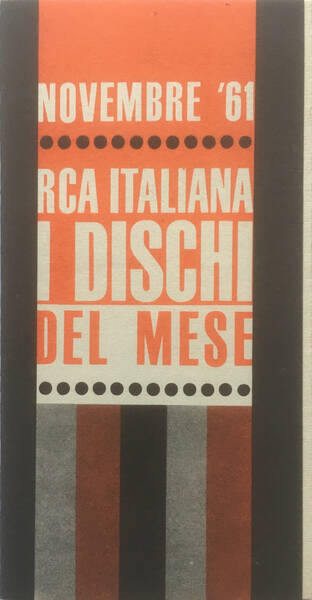 NOVEMBRE '61
RCA ITALIANA
I DISCHI
DEL MESE